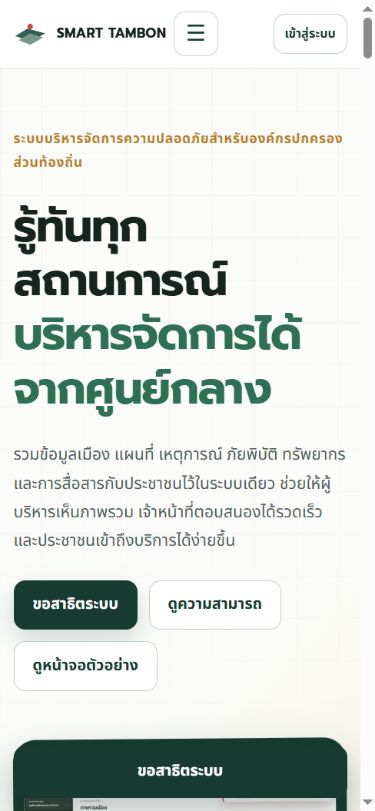 SMART TAMBON
☰
เข้าสู่ระบบ
ระบบบริหารจัดการความปลอดภัยสำหรับองค์กรปกครอง
ส่วนท้องถิ่น
รู้ทันทุก
สถานการณ์
บริหารจัดการได้
จากศูนย์กลาง
รวมข้อมูลเมือง แผนที่ เหตุการณ์ ภัยพิบัติ ทรัพยากร
และการสื่อสารกับประชาชนไว้ในระบบเดียว ช่วยให้ผู้
บริหารเห็นภาพรวม เจ้าหน้าที่ตอบสนองได้รวดเร็ว
และประชาชนเข้าถึงบริการได้ง่ายขึ้น
ขอสาธิตระบบ
ดูความสามารถ
ดูหน้าจอตัวอย่าง
ขอสาธิตระบบ
ภาพรวมเมือง